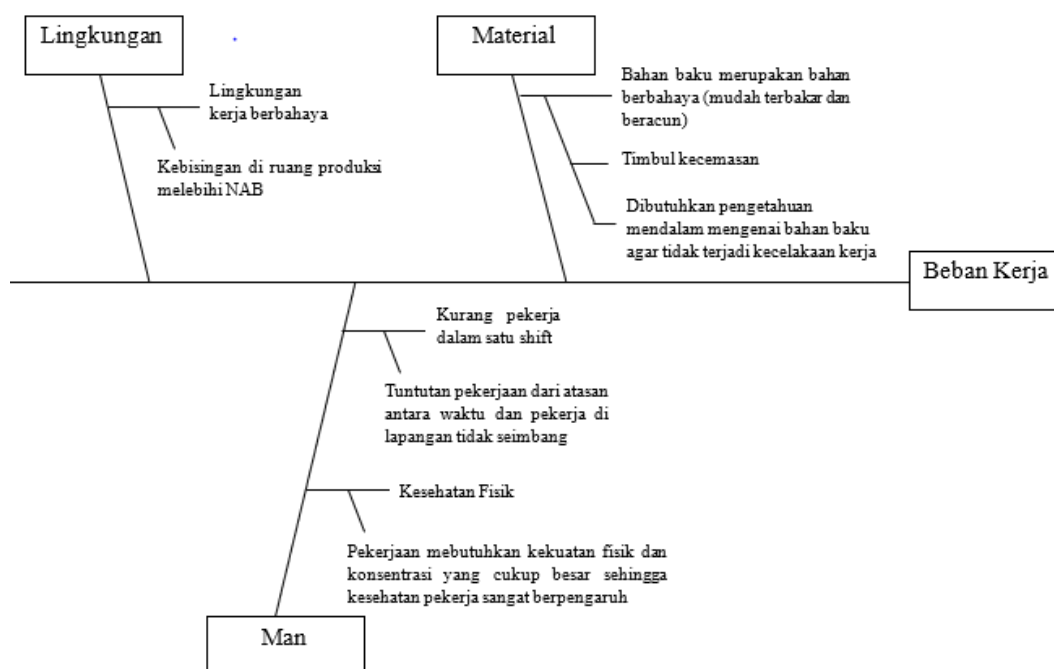 Lingkungan
Material
Lingkungan
kerja berbahaya
Kebisingan di ruang produksi
melebihi NAB
Bahan baku merupakan bahan
berbahaya (mudah terbakar dan
beracun)
Timbul kecemasan
Dibutuhkan pengetahuan
mendalam mengenai bahan baku
agar tidak terjadi kecelakaan kerja
Beban Kerja
Kurang pekerja
dalam satu shift
Tuntutan pekerjaan dari atasan
antara waktu dan pekerja di
lapangan tidak seimbang
Kesehatan Fisik
Pekerjaan mebutuhkan kekuatan fisik dan
konsentrasi yang cukup besar sehingga
kesehatan pekerja sangat berpengaruh
Man